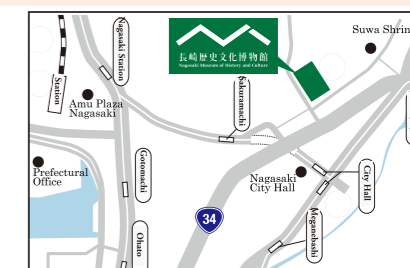 Suwa Shrin
長崎歴史文化博物館
Nagasaki Museum of History and Culture
Nagasaki Station
Station
Amu Plaza
Nagasaki
Sakuramachi
Gotomachi
Prefectural
Office
Nagasaki
City Hall
City Hall
Meganebashi
34
Ohato